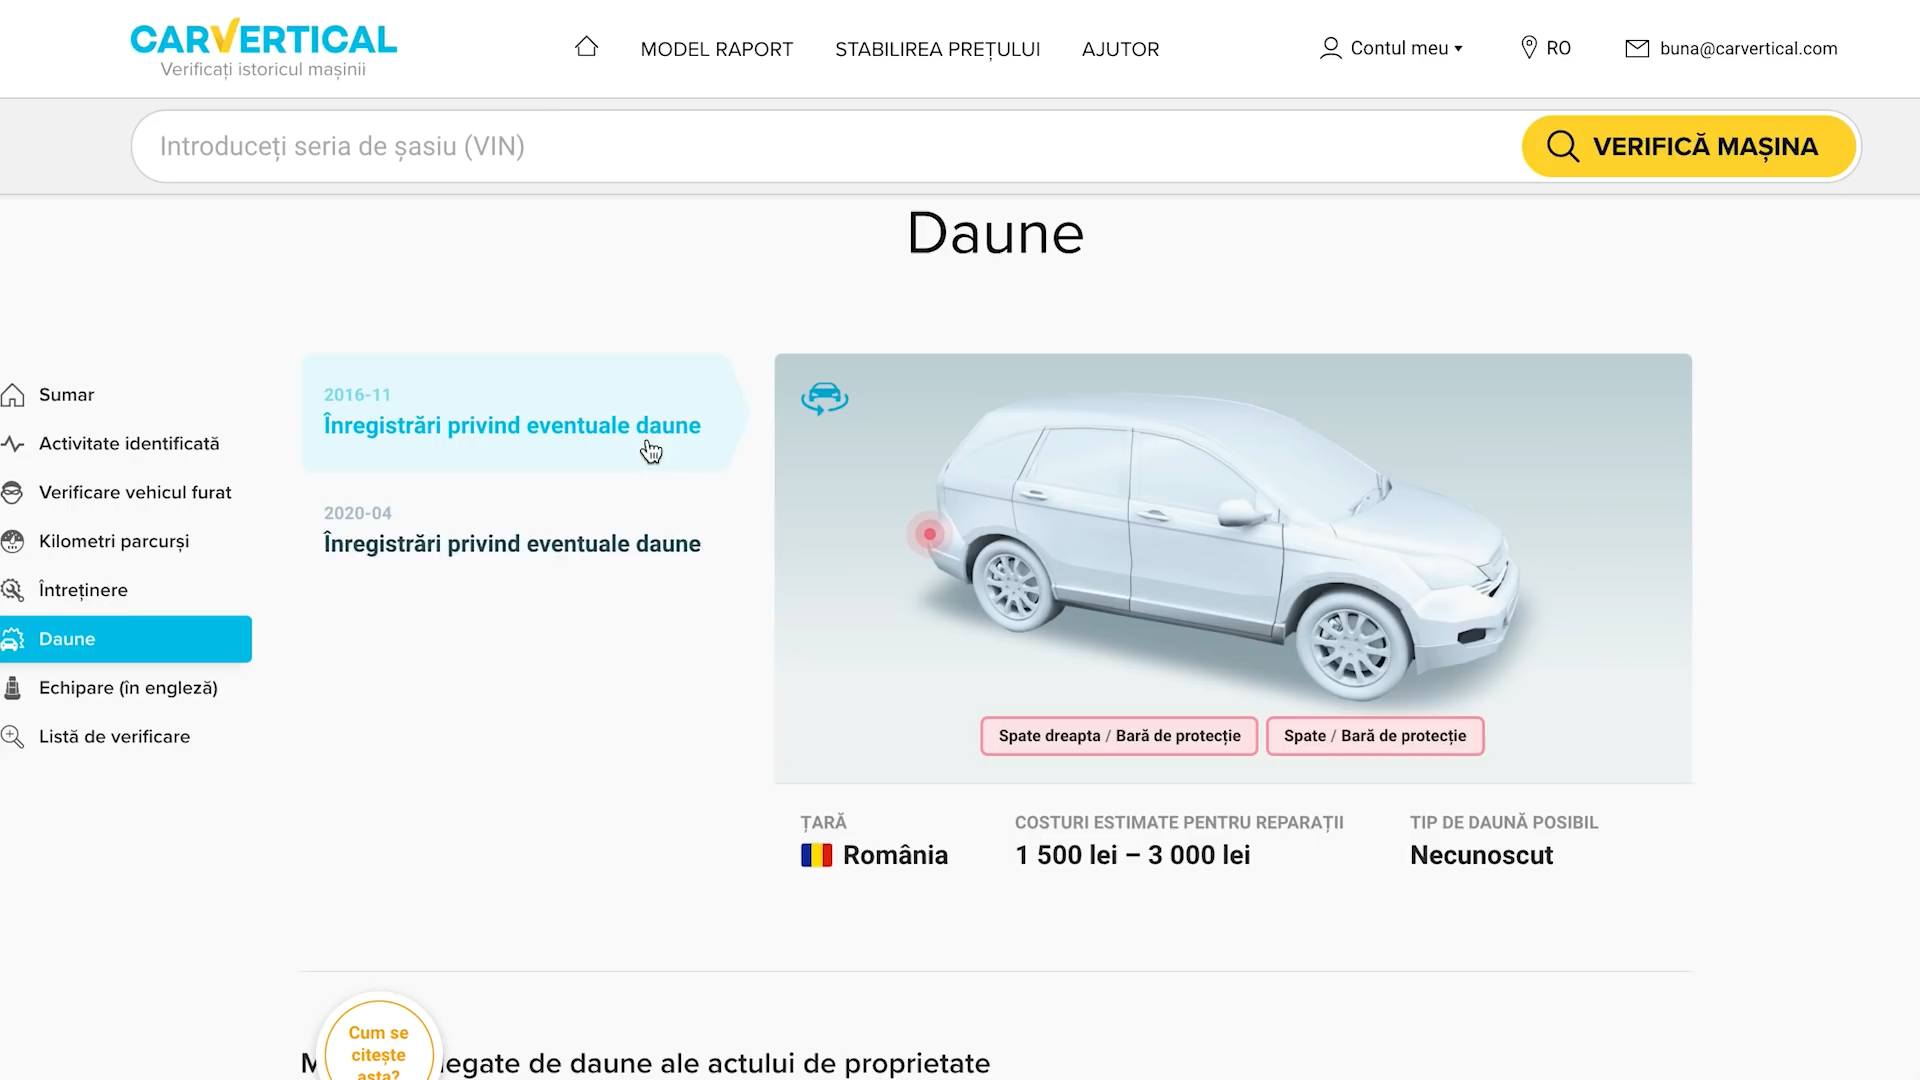 CARVERTICAL
Verificați istoricul mașinii
MODEL RAPORT
STABILIREA PREȚULUI
AJUTOR
Contul meu
RO
buna@carvertical.com
Introduceți seria de șasiu (VIN)
VERIFICĂ MAȘINA
Daune
Sumar
Activitate identificată
Verificare vehicul furat
Kilometri parcurși
Întreținere
Daune
Echipare (în engleză)
Listă de verificare
2016-11
Înregistrări privind eventuale daune
2020-04
Înregistrări privind eventuale daune
Spate dreapta / Bară de protecție
Spate / Bară de protecție
ȚARĂ
România
COSTURI ESTIMATE PENTRU REPARAȚII
1 500 lei – 3 000 lei
TIP DE DAUNĂ POSIBIL
Necunoscut
Cum se
citește
asta?
de daune ale actului de proprietate